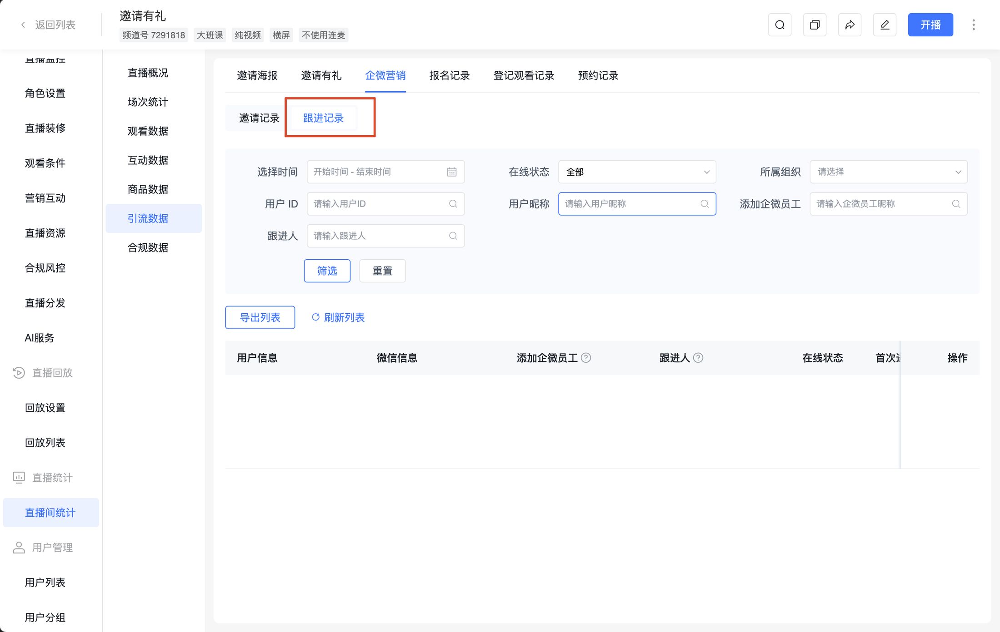 返回列表
邀请有礼
频道号 7291818
大班课
纯视频
横屏
不使用连麦
开播
直播监控
角色设置
直播装修
观看条件
营销互动
直播资源
合规风控
直播分发
AI服务
直播回放
回放设置
回放列表
直播统计
直播间统计
用户管理
用户列表
用户分组
直播概况
场次统计
观看数据
互动数据
商品数据
引流数据
合规数据
邀请海报
邀请有礼
企微营销
报名记录
登记观看记录
预约记录
邀请记录
跟进记录
选择时间
开始时间 - 结束时间
在线状态
全部
所属组织
请选择
用户 ID
请输入用户ID
用户昵称
请输入用户昵称
添加企微员工
请输入企微员工昵称
跟进人
请输入跟进人
筛选
重置
导出列表
刷新列表
用户信息
微信信息
添加企微员工
跟进人
在线状态
首次
操作